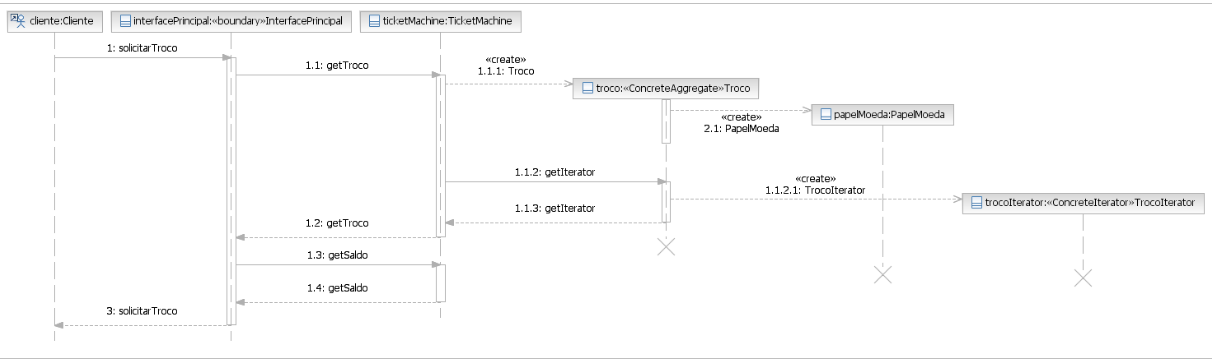 cliente:Cliente
interfacePrincipal:«boundary»InterfacePrincipal
ticketMachine:TicketMachine
1: solicitarTroco
1.1: getTroco
«create»
1.1.1: Troco
troco:«ConcreteAggregate»Troco
«create»
2.1: PapelMoeda
papelMoeda:PapelMoeda
1.1.2: getIterator
«create»
1.1.2.1: TrocoIterator
trocoIterator:«ConcreteIterator»TrocoIterator
1.1.3: getIterator
1.2: getTroco
1.3: getSaldo
1.4: getSaldo
3: solicitarTroco